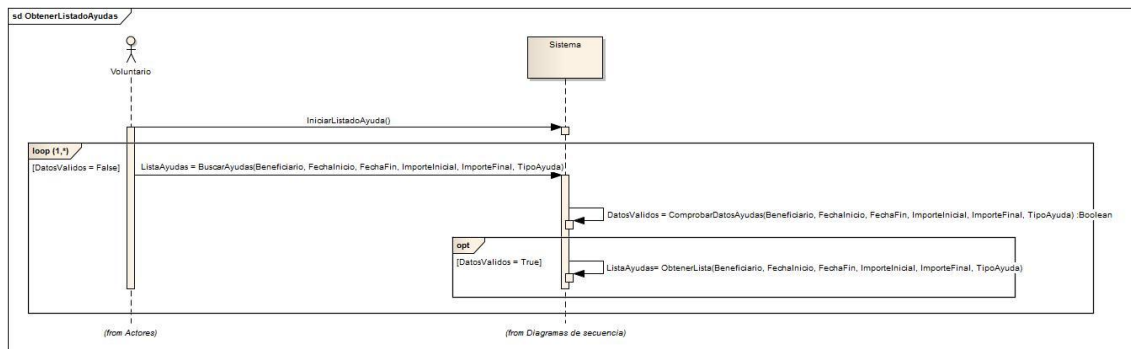 sd ObtenerListadoAyudas
Voluntario
Sistema
IniciarListadoAyuda()
loop (1,*)
[DatosValidos = False]
ListaAyudas = BuscarAyudas(Beneficiario, FechaInicio, FechaFin, ImporteInicial, ImporteFinal, TipoAyuda)
DatosValidos = ComprobarDatosAyudas(Beneficiario, FechaInicio, FechaFin, ImporteInicial, ImporteFinal, TipoAyuda) :Boolean
opt
[DatosValidos = True]
ListaAyudas= ObtenerLista(Beneficiario, FechaInicio, FechaFin, ImporteInicial, ImporteFinal, TipoAyuda)
(from Actores)
(from Diagramas de secuencia)